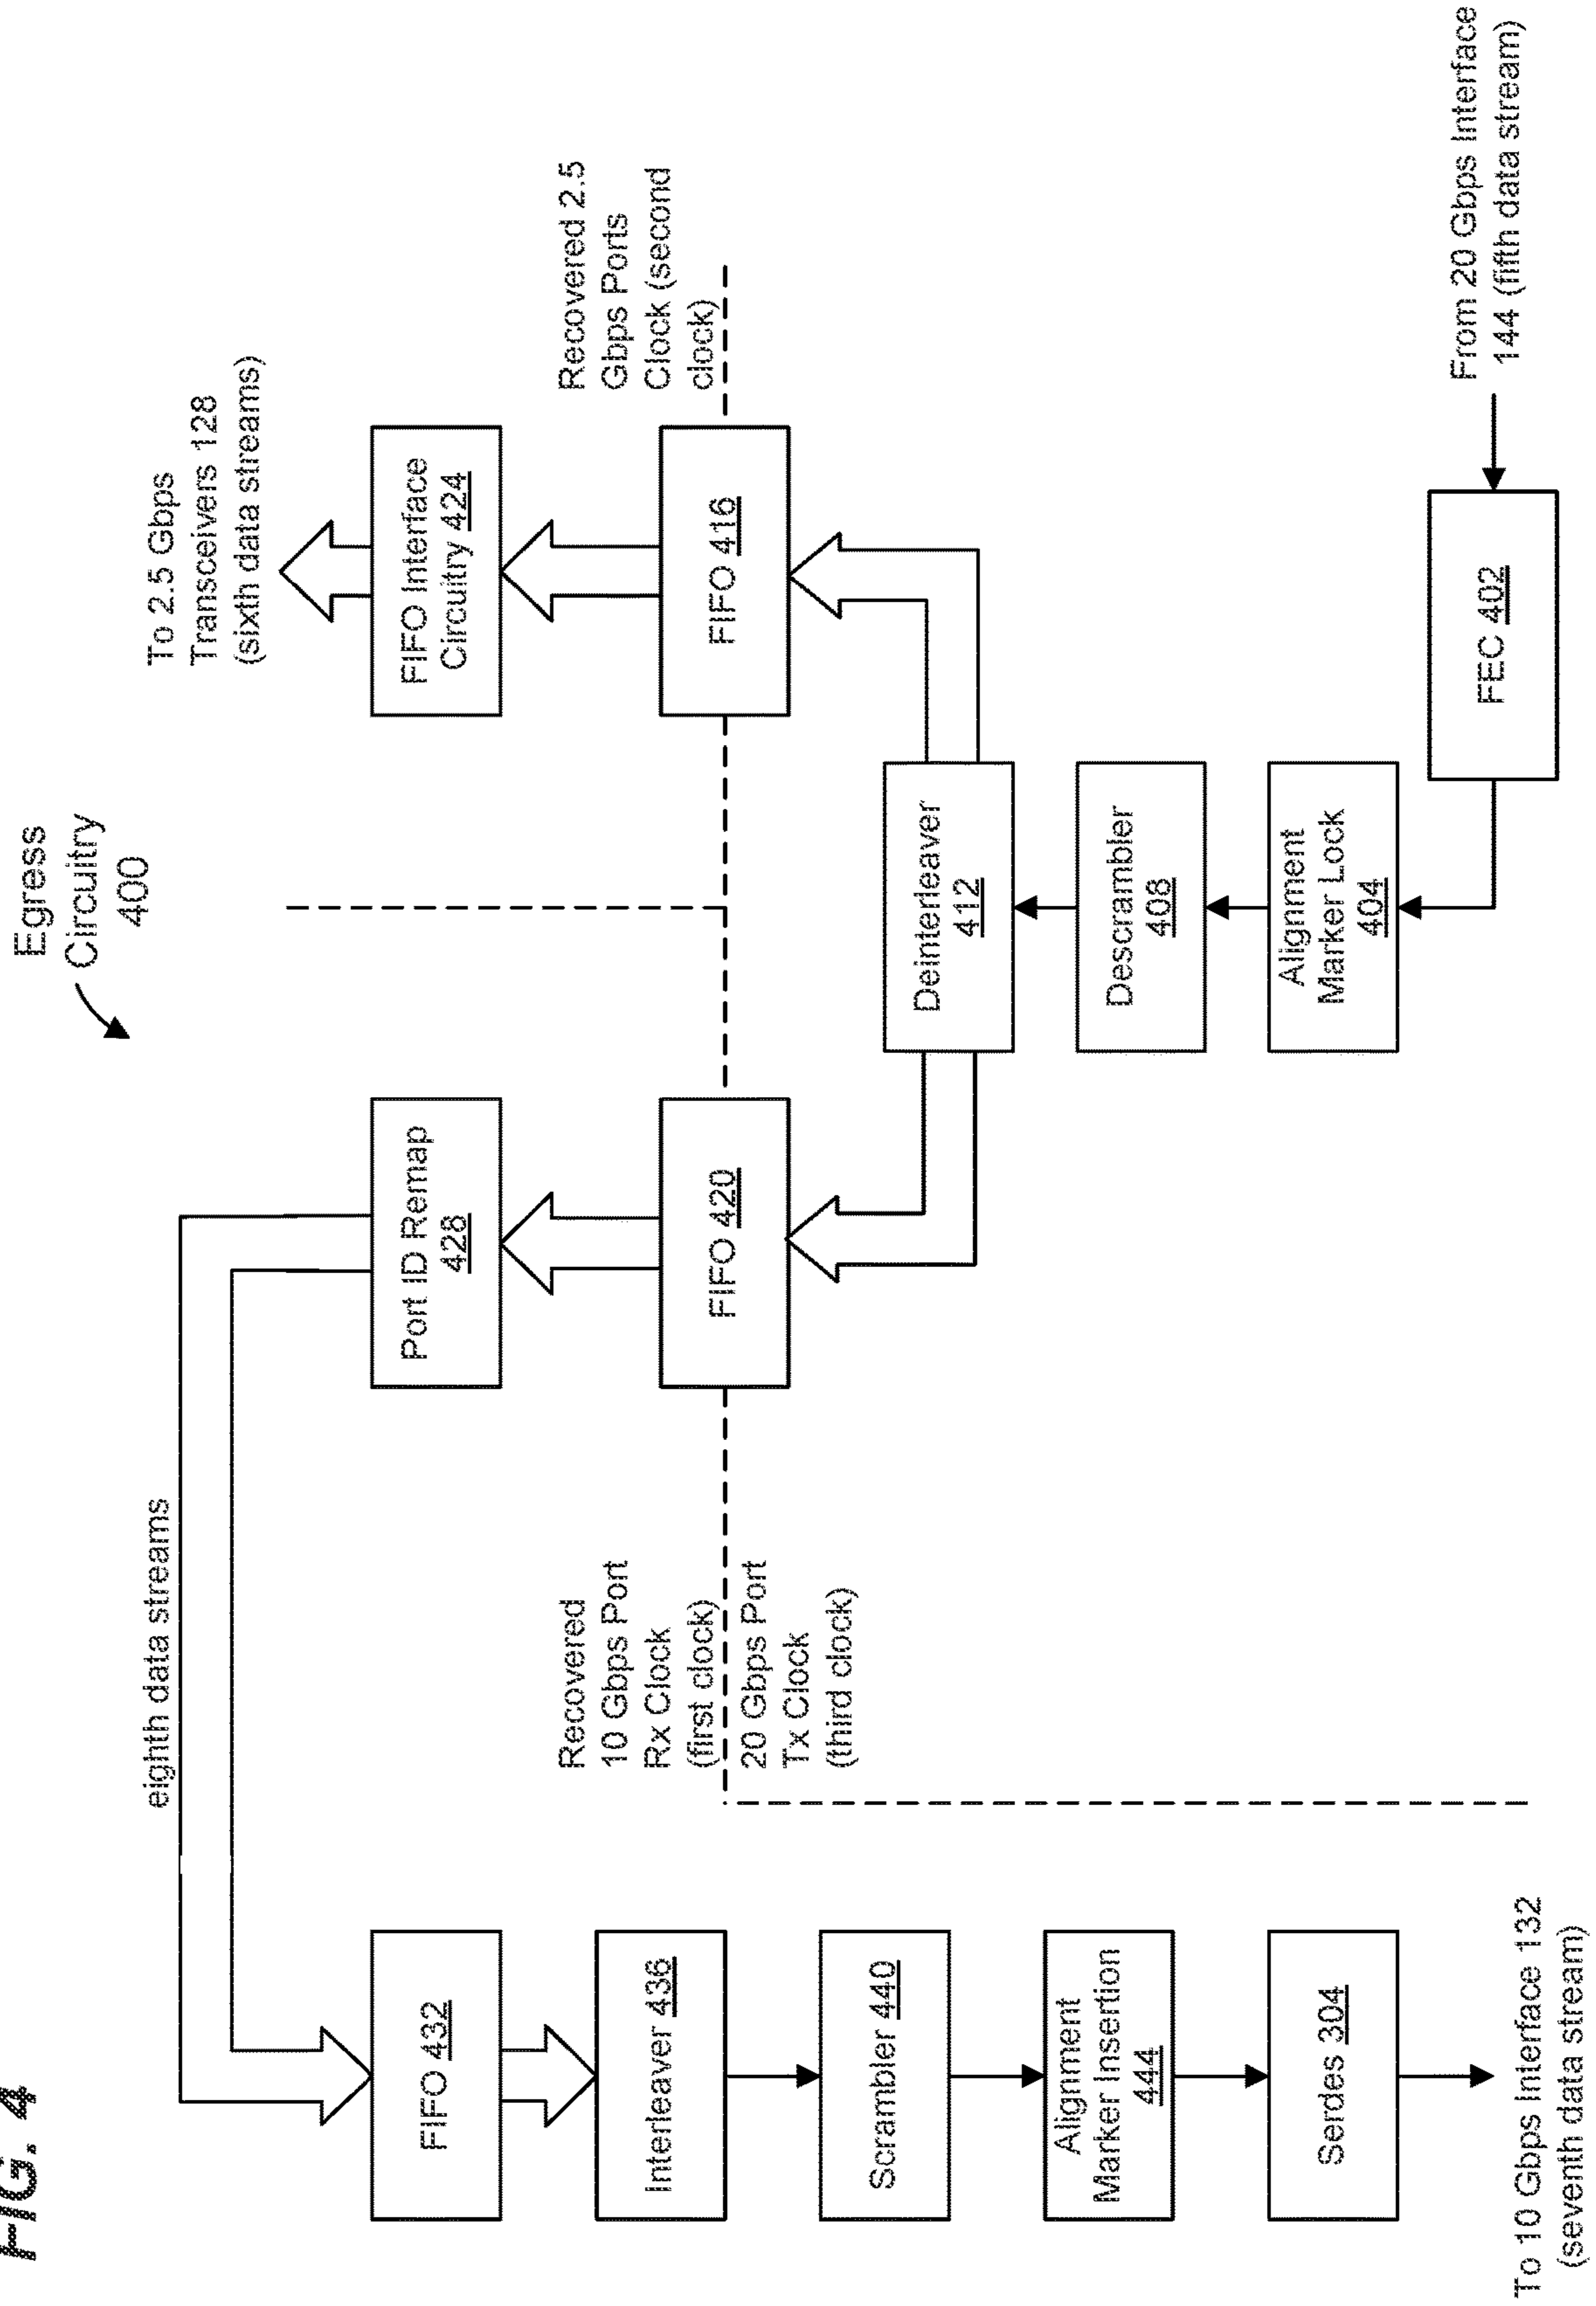 FIG. 4
Egress
Circuitry
400
eighth data streams
To 2.5 Gbps
Transceivers 128
(sixth data streams)
FIFO 432
Port ID Remap
428
FIFO Interface
Circuitry 424
Interleaver 436
Recovered
10 Gbps Port
Rx Clock
(first clock)
20 Gbps Port
Tx Clock
(third clock)
FIFO 420
FIFO 416
Recovered 2.5
Gbps Ports
Clock (second
clock)
Scrambler 440
Deinterleaver
412
Alignment
Marker Insertion
444
Descrambler
408
Serdes 304
Alignment
Marker Lock
404
FEC 402
From 20 Gbps Interface
144 (fifth data stream)
To 10 Gbps Interface 132
(seventh data stream)